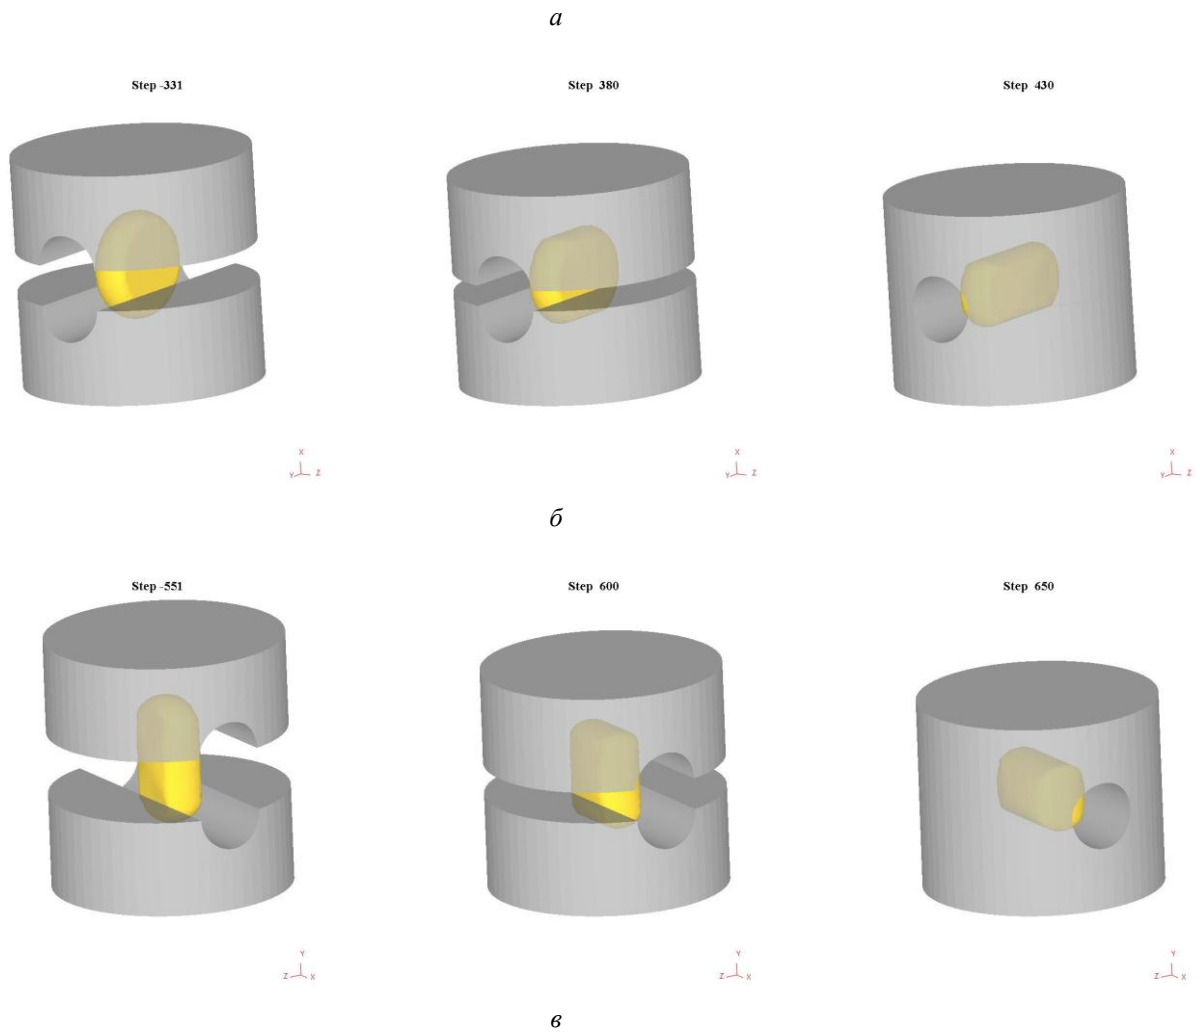 а
Step -331 Step 380 Step 430
X X X
Y Z Y Z Y Z
б
Step -551 Step 600 Step 650
Y Y Y
Z X Z X Z X
в